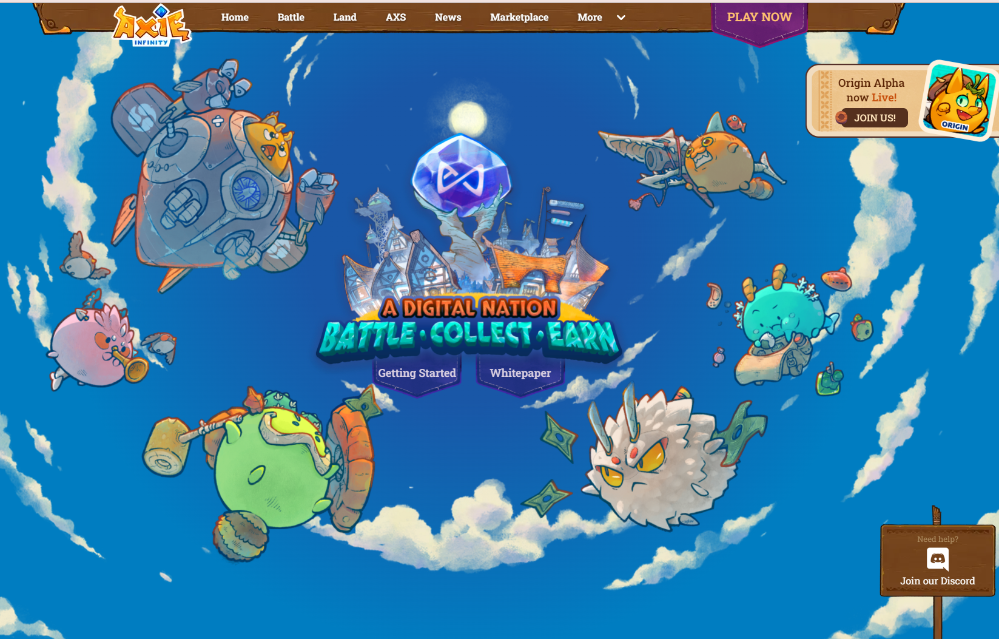 AXIE
INFINITY
Home
Battle
Land
AXS
News
Marketplace
More
PLAY NOW
Origin Alpha
now Live!
JOIN US!
ORIGIN
A DIGITAL NATION
BATTLE · COLLECT · EARN
Getting Started
Whitepaper
Need help?
Join our Discord